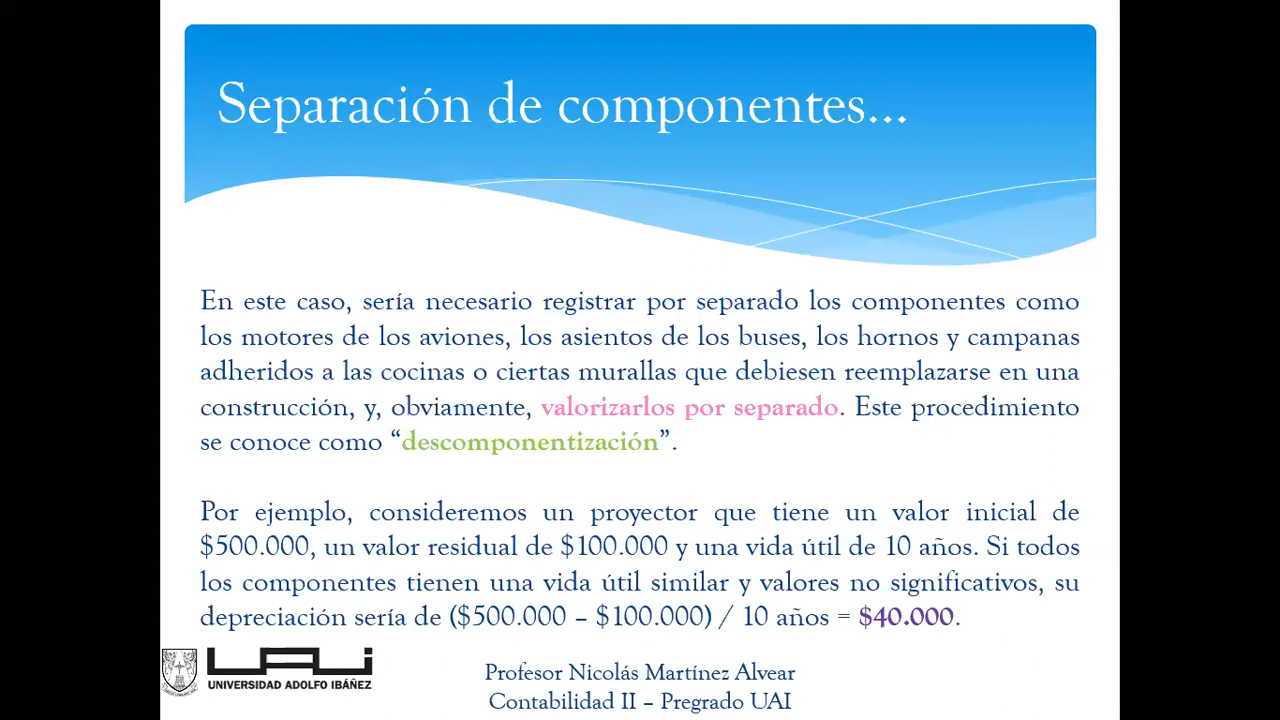 Separación de componentes...
En este caso, sería necesario registrar por separado los componentes como
los motores de los aviones, los asientos de los buses, los hornos y campanas
adheridos a las cocinas o ciertas murallas que debiesen reemplazarse en una
construcción, y, obviamente, valorizarlos por separado. Este procedimiento
se conoce como “descomponentización”.
Por ejemplo, consideremos un proyector que tiene un valor inicial de
$500.000, un valor residual de $100.000 y una vida útil de 10 años. Si todos
los componentes tienen una vida útil similar y valores no significativos, su
depreciación sería de ($500.000 – $100.000) / 10 años = $40.000.
UAI
UNIVERSIDAD ADOLFO IBÁÑEZ
Profesor Nicolás Martínez Alvear
Contabilidad II – Pregrado UAI